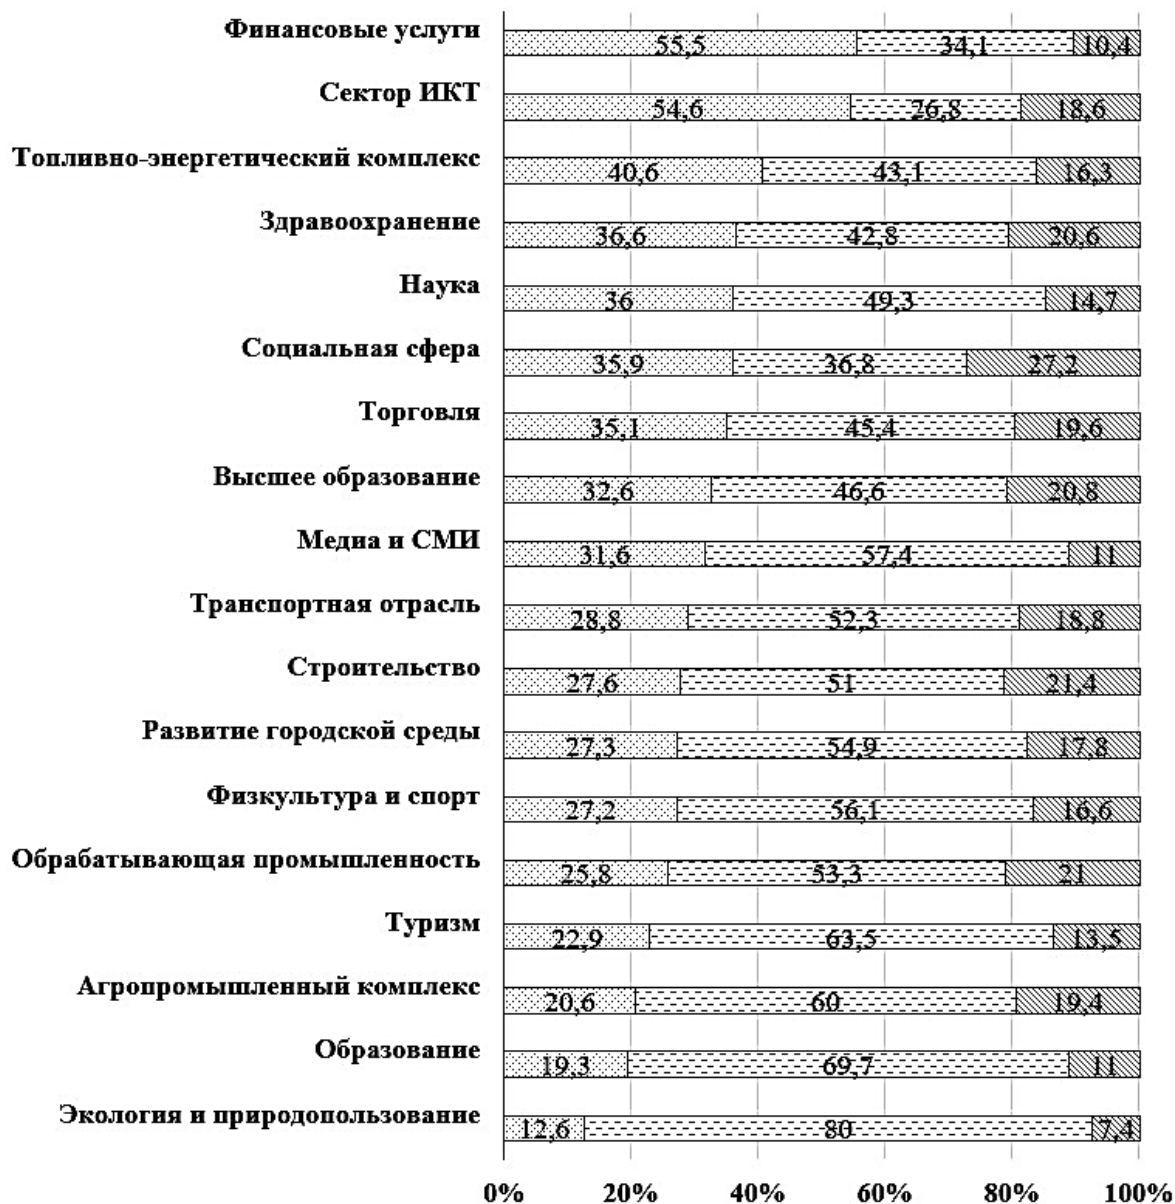 Финансовые услуги
55,5 34,1 10,4
Сектор ИКТ
54,6 26,8 18,6
Топливно-энергетический комплекс
40,6 43,1 16,3
Здравоохранение
36,6 42,8 20,6
Наука
36 49,3 14,7
Социальная сфера
35,9 36,8 27,2
Торговля
35,1 45,4 19,6
Высшее образование
32,6 46,6 20,8
Медиа и СМИ
31,6 57,4 11
Транспортная отрасль
28,8 52,3 18,8
Строительство
27,6 51 21,4
Развитие городской среды
27,3 54,9 17,8
Физкультура и спорт
27,2 56,1 16,6
Обрабатывающая промышленность
25,8 53,3 21
Туризм
22,9 63,5 13,5
Агропромышленный комплекс
20,6 60 19,4
Образование
19,3 69,7 11
Экология и природопользование
12,6 80 7,4
0% 20% 40% 60% 80% 100%